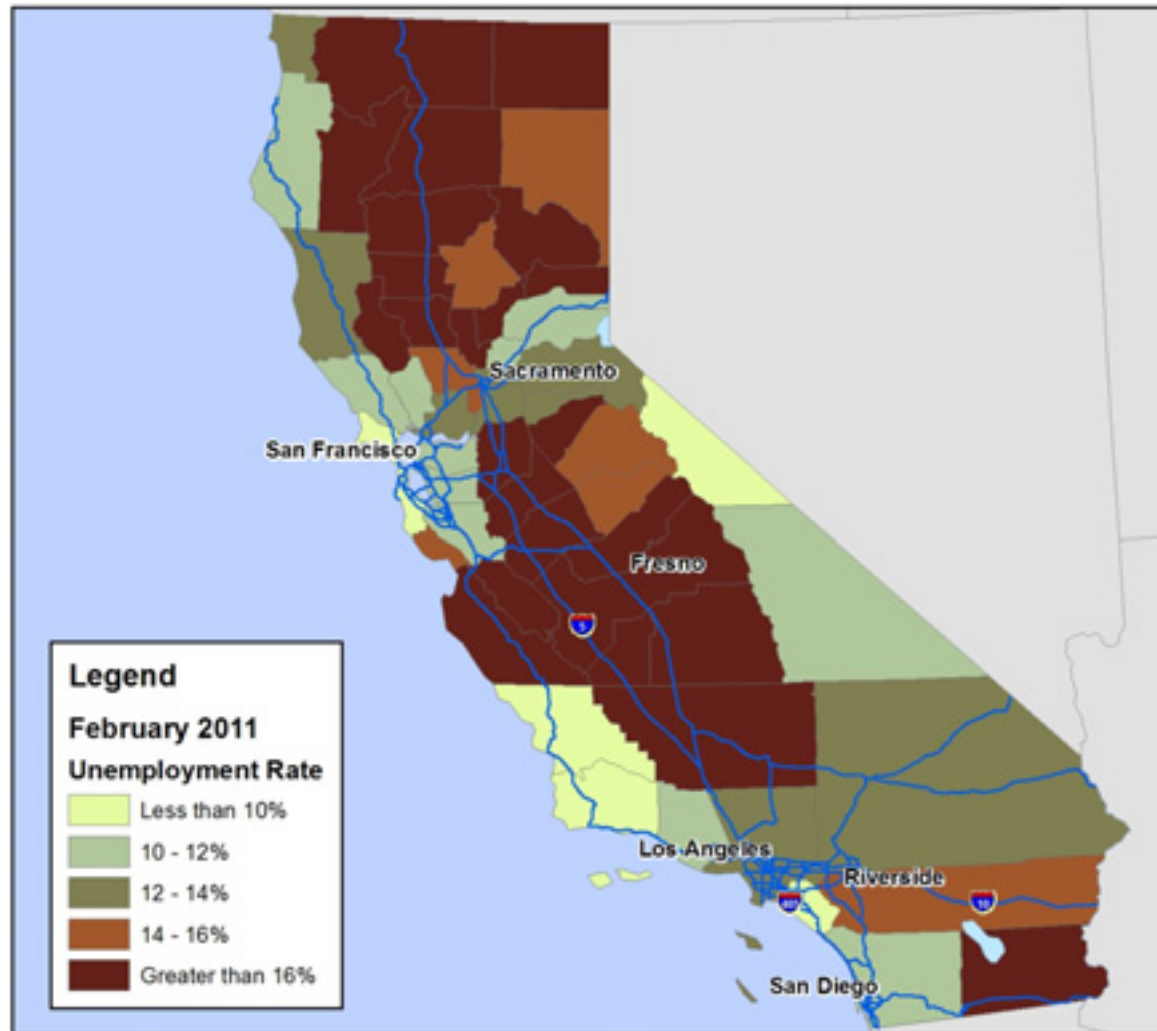 Sacramento
San Francisco
Fresno
5
Legend
February 2011
Unemployment Rate
Less than 10%
10 - 12%
12 - 14%
14 - 16%
Greater than 16%
Los Angeles
Riverside
405
10
San Diego